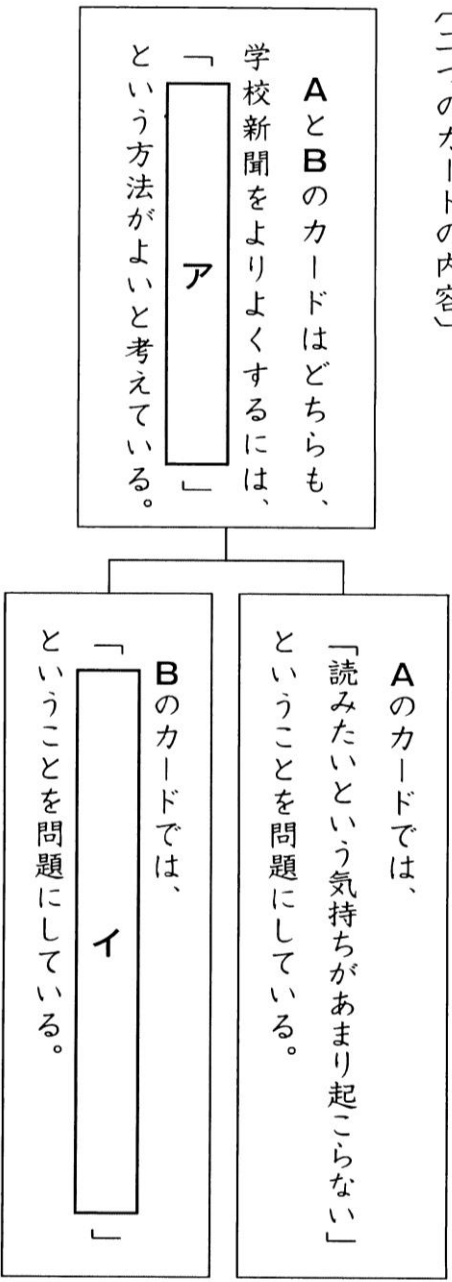 〔二つのカードの内容〕
AとBのカードはどちらも、
学校新聞をよりよくするには、
「ア」
という方法がよいと考えている。
Aのカードでは、
「読みたいという気持ちがあまり起こらない」
ということを問題にしている。
Bのカードでは、
「イ」
ということを問題にしている。